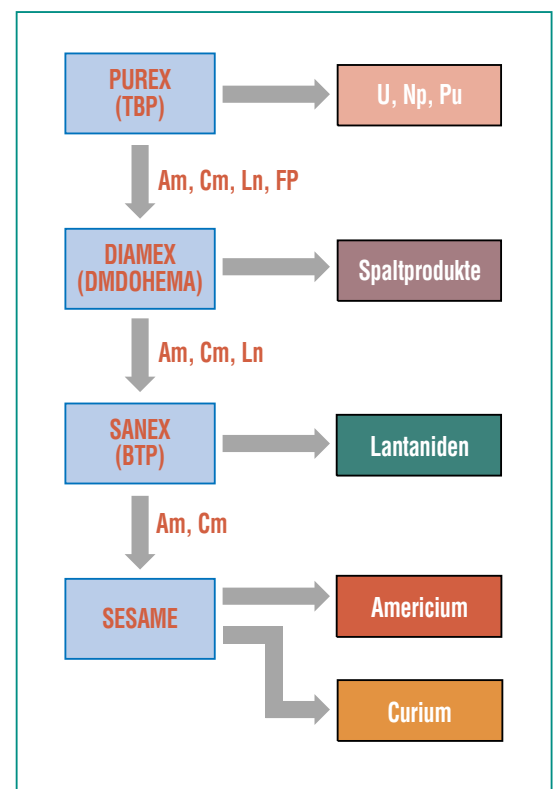 PUREX
(TBP)
U, Np, Pu
Am, Cm, Ln, FP
DIAMEX
(DMDOHEMA)
Spaltprodukte
Am, Cm, Ln
SANEX
(BTP)
Lantaniden
Am, Cm
SESAME
Americium
Curium